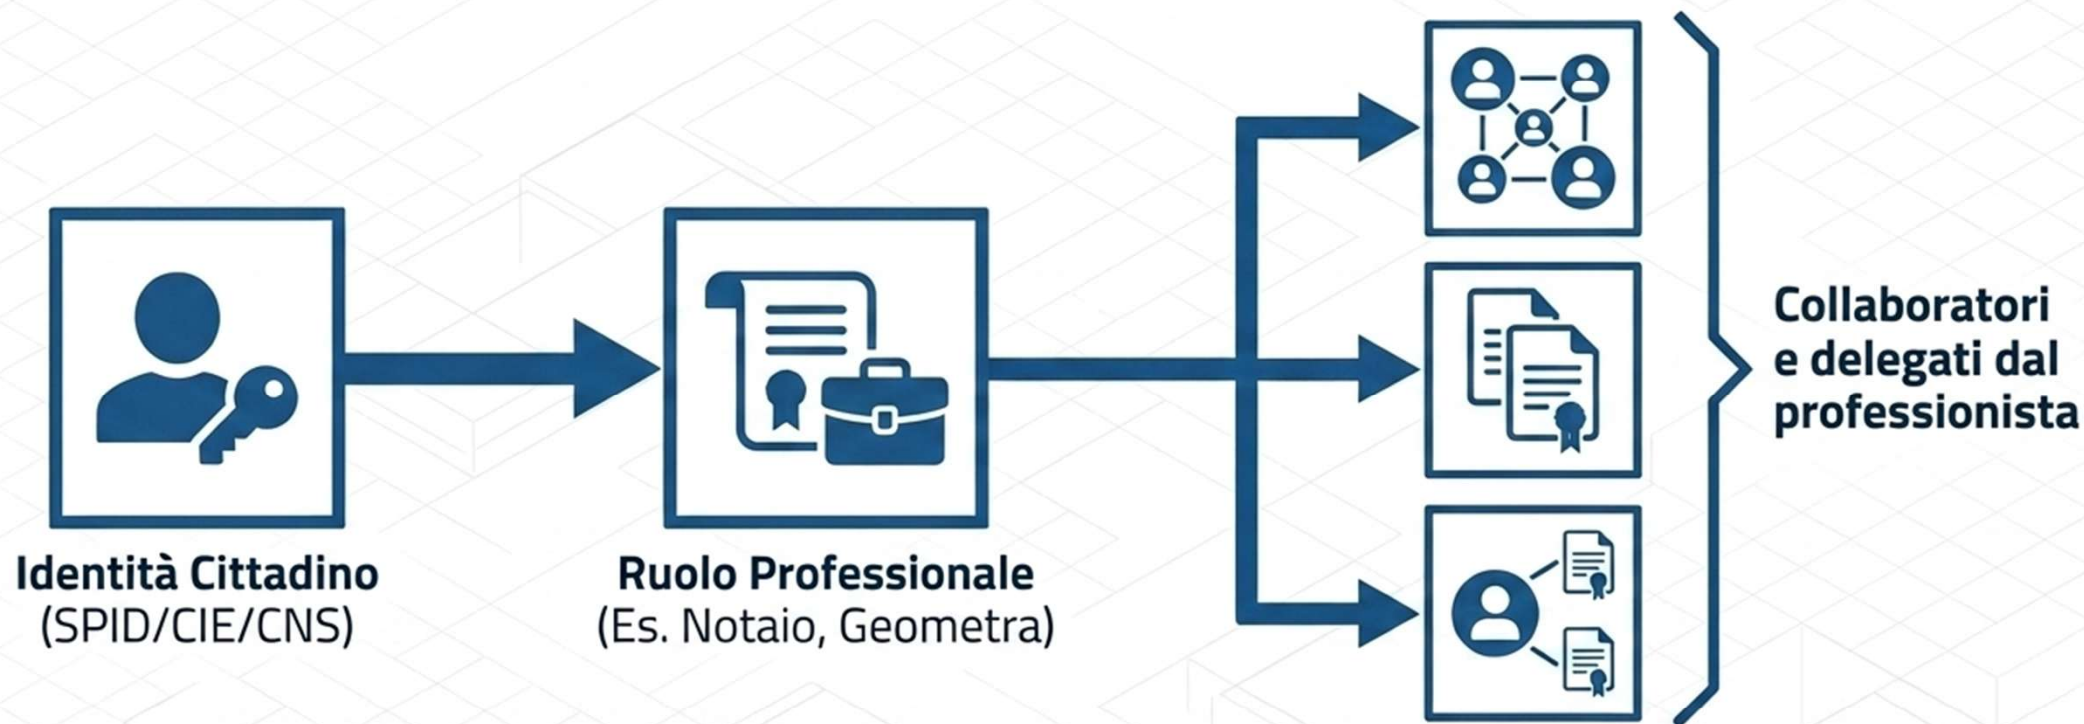 Identità Cittadino
(SPID/CIE/CNS)
Ruolo Professionale
(Es. Notaio, Geometra)
Collaboratori
e delegati dal
professionista